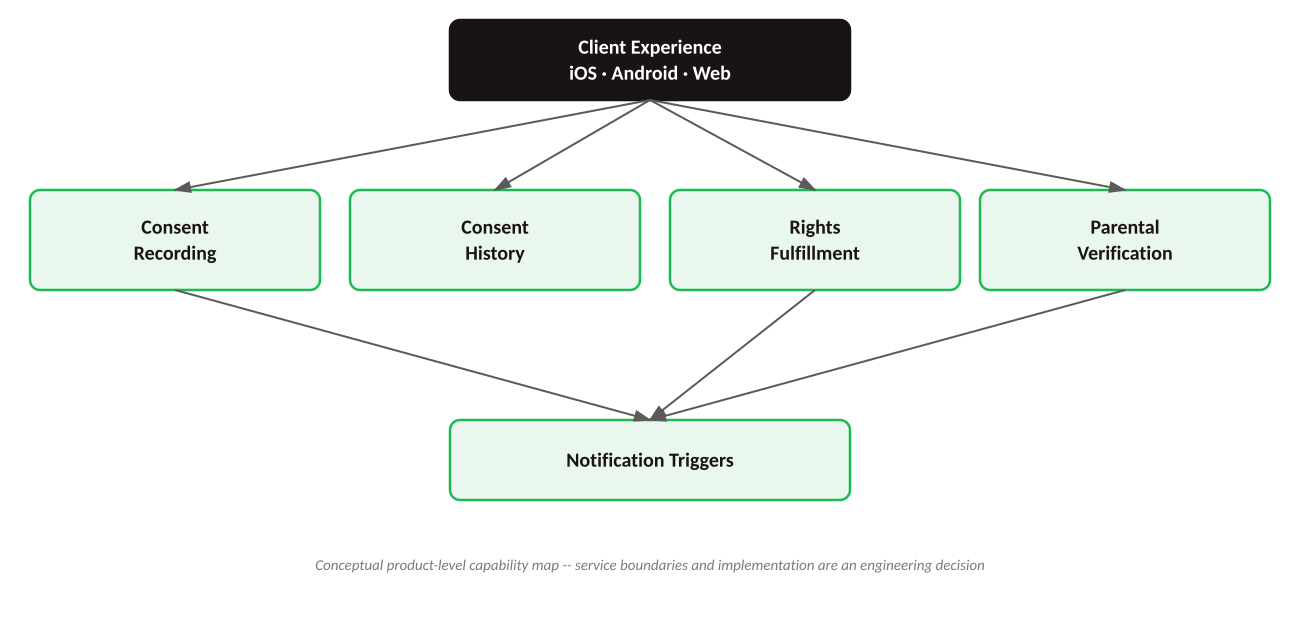 Client Experience
iOS · Android · Web
Consent
Recording
Consent
History
Rights
Fulfillment
Parental
Verification
Notification Triggers
Conceptual product-level capability map -- service boundaries and implementation are an engineering decision